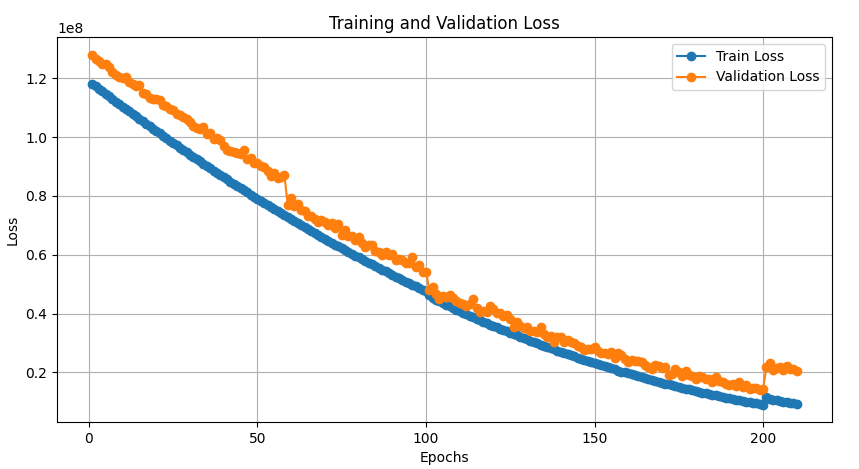 Training and Validation Loss
1e8
Train Loss
Validation Loss
1.2
1.0
0.8
0.6
0.4
0.2
Loss
0 50 100 150 200
Epochs